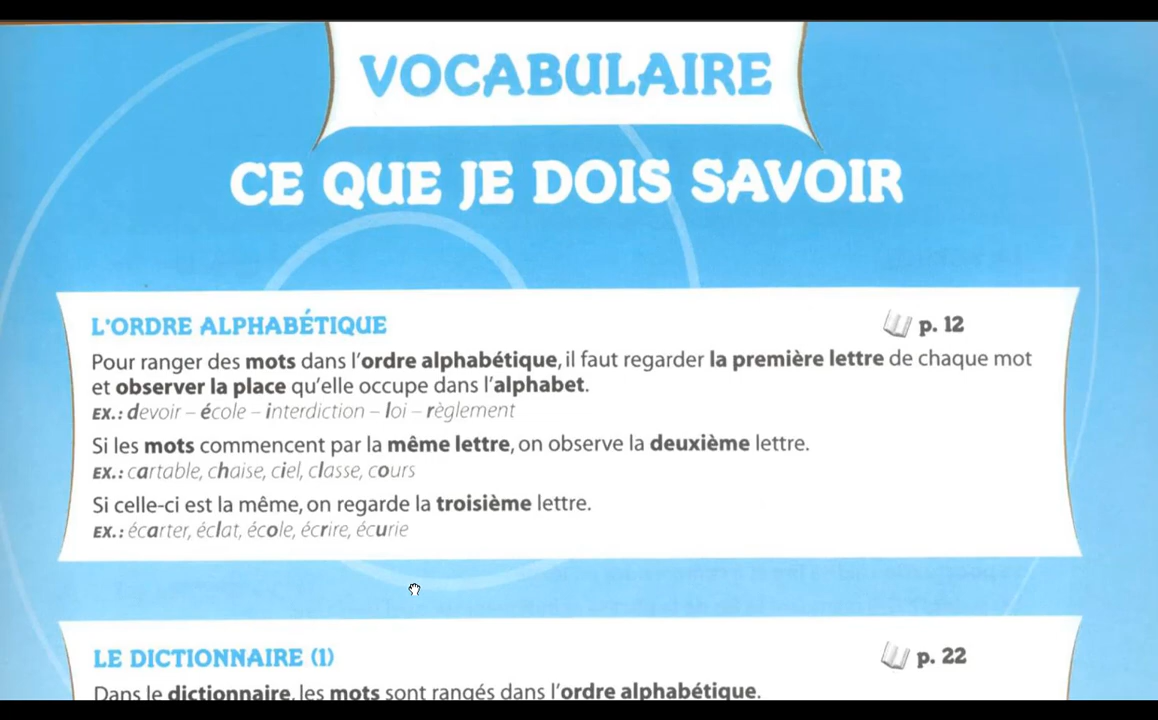 VOCABULAIRE
CE QUE JE DOIS SAVOIR
L'ORDRE ALPHABÉTIQUE p. 12
Pour ranger des mots dans l'ordre alphabétique, il faut regarder la première lettre de chaque mot
et observer la place qu'elle occupe dans l'alphabet.
EX. : devoir – école – interdiction – loi – règlement
Si les mots commencent par la même lettre, on observe la deuxième lettre.
EX. : cartable, chaise, ciel, classe, cours
Si celle-ci est la même, on regarde la troisième lettre.
EX. : écarter, éclat, école, écrire, écurie
LE DICTIONNAIRE (1) p. 22
Dans le dictionnaire, les mots sont rangés dans l'ordre alphabétique.